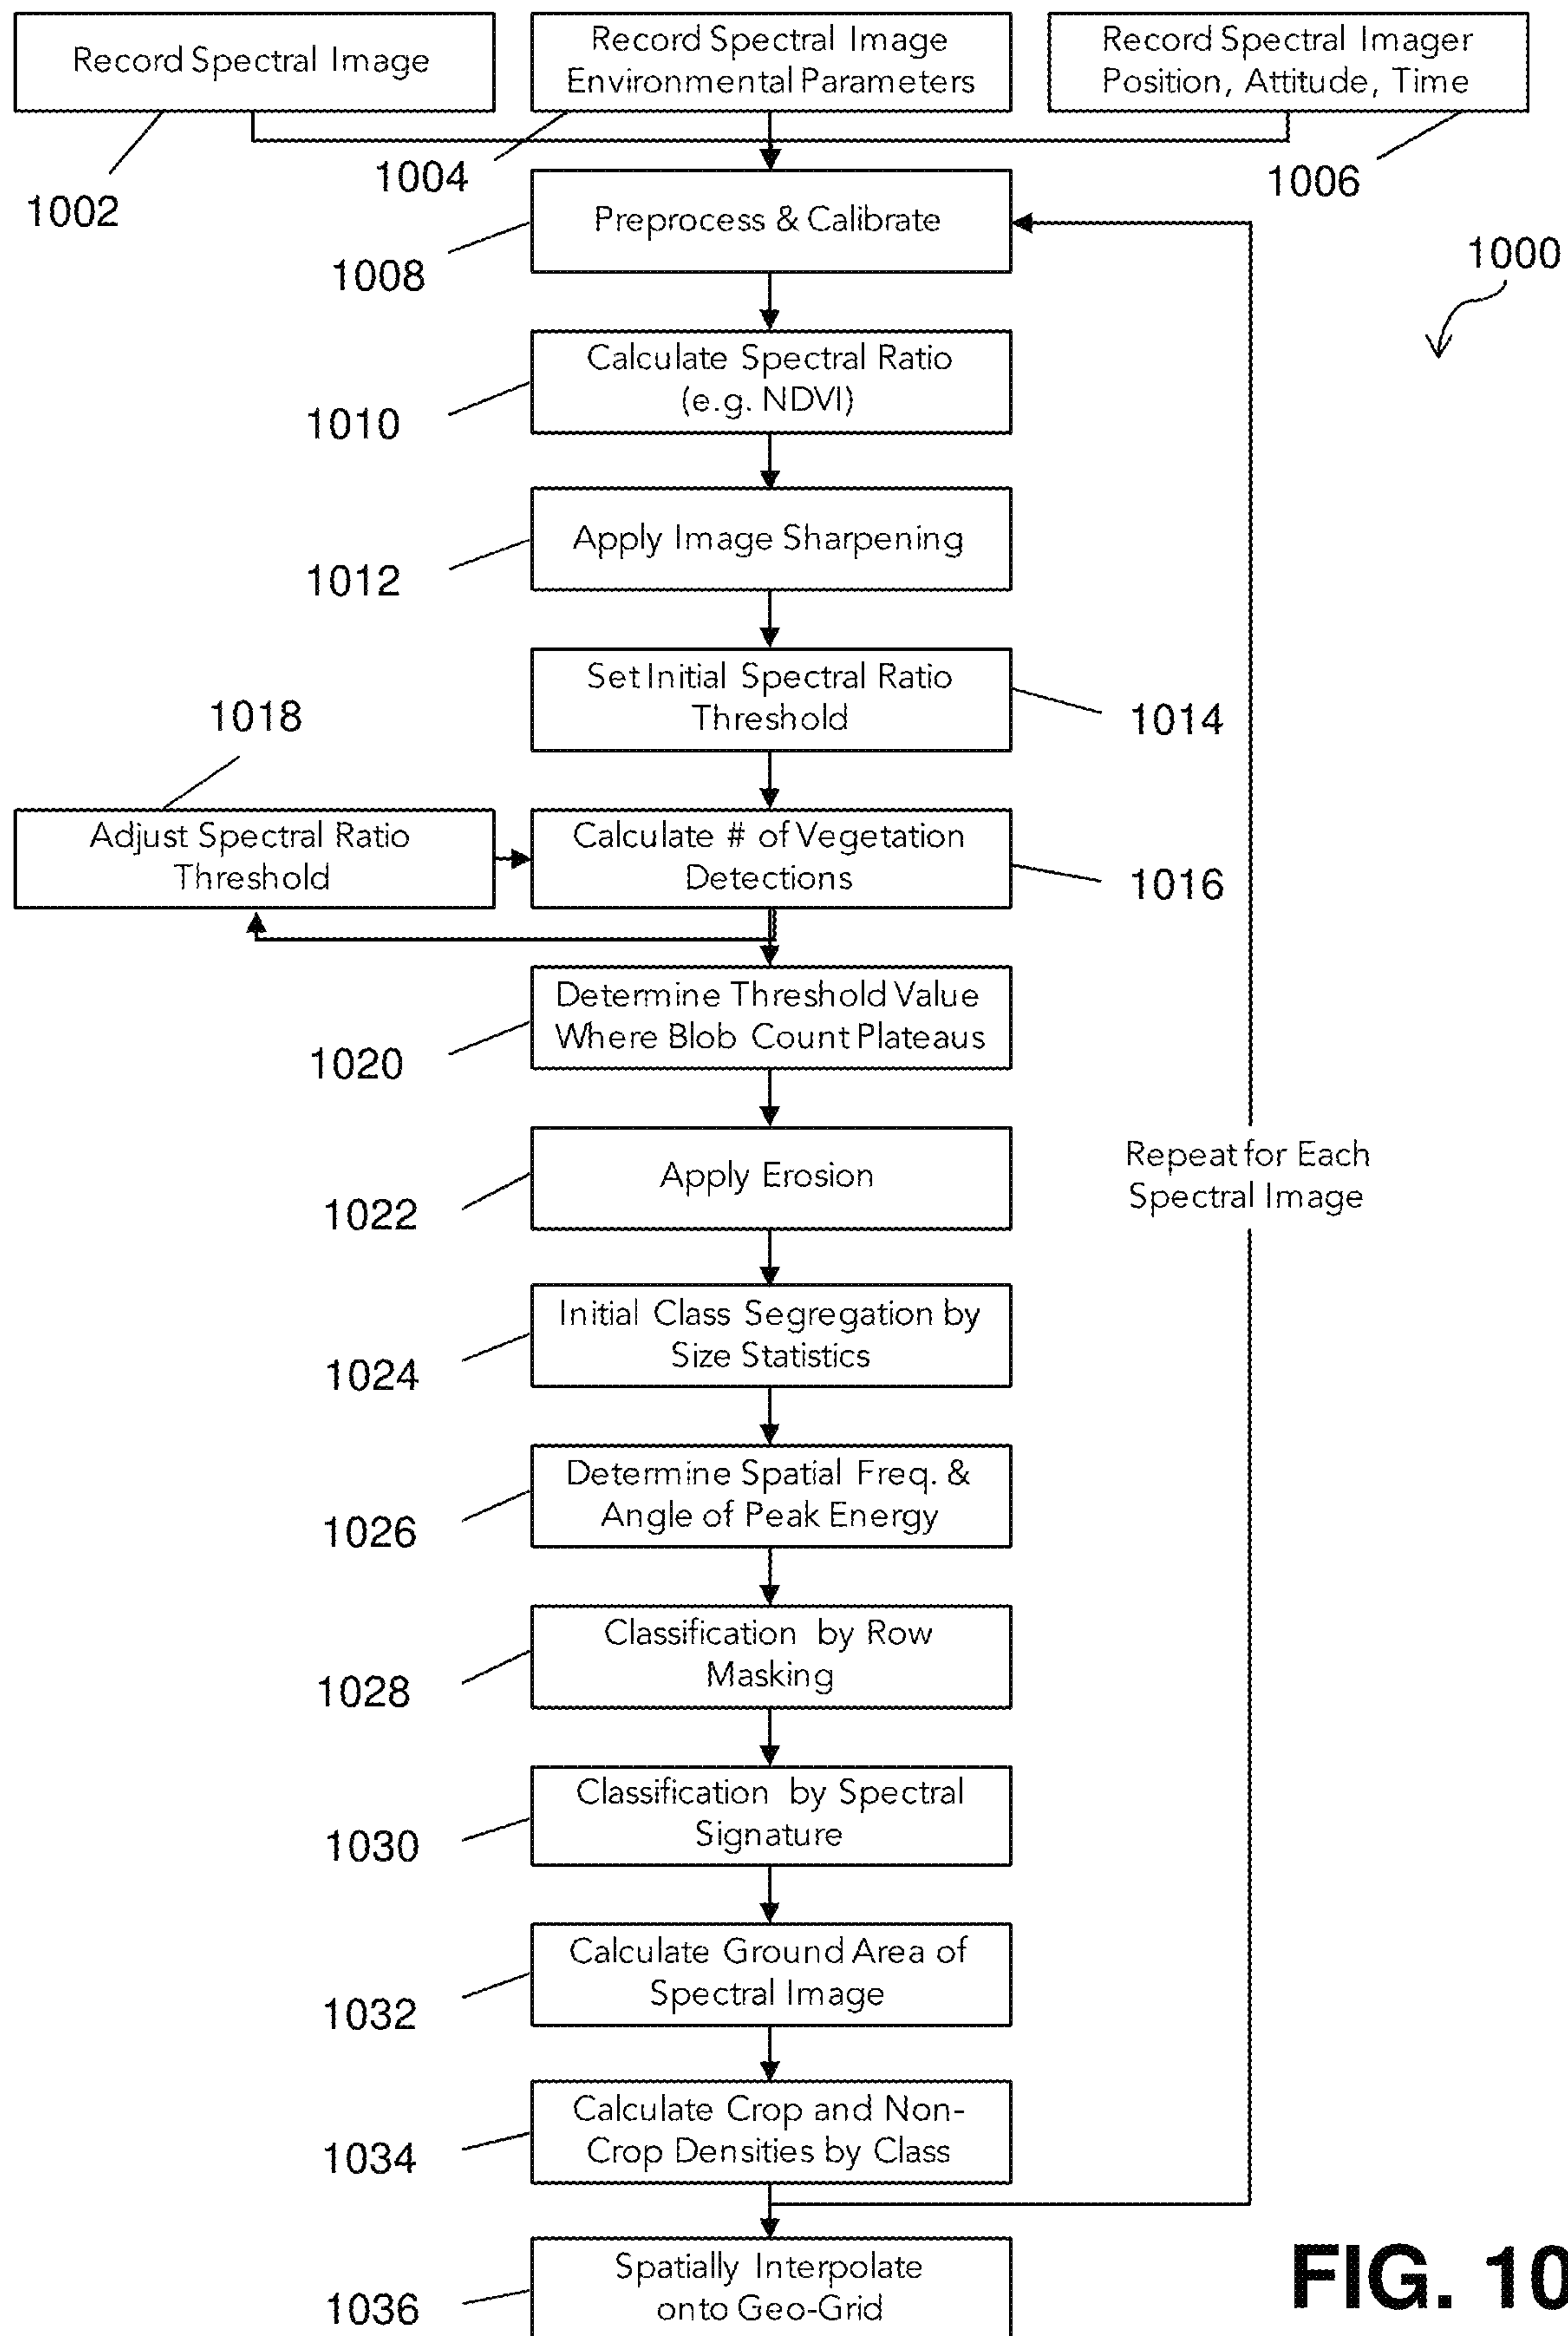 Record Spectral Image
Record Spectral Image
Environmental Parameters
Record Spectral Imager
Position, Attitude, Time
1002
1004
1006
Preprocess & Calibrate
1008
1000
Calculate Spectral Ratio
(e.g. NDVI)
1010
Apply Image Sharpening
1012
Set Initial Spectral Ratio
Threshold
1014
1018
Adjust Spectral Ratio
Threshold
Calculate # of Vegetation
Detections
1016
Determine Threshold Value
Where Blob Count Plateaus
1020
Apply Erosion
1022
Repeat for Each
Spectral Image
Initial Class Segregation by
Size Statistics
1024
Determine Spatial Freq. &
Angle of Peak Energy
1026
Classification by Row
Masking
1028
Classification by Spectral
Signature
1030
Calculate Ground Area of
Spectral Image
1032
Calculate Crop and Non-
Crop Densities by Class
1034
Spatially Interpolate
onto Geo-Grid
1036
FIG. 10